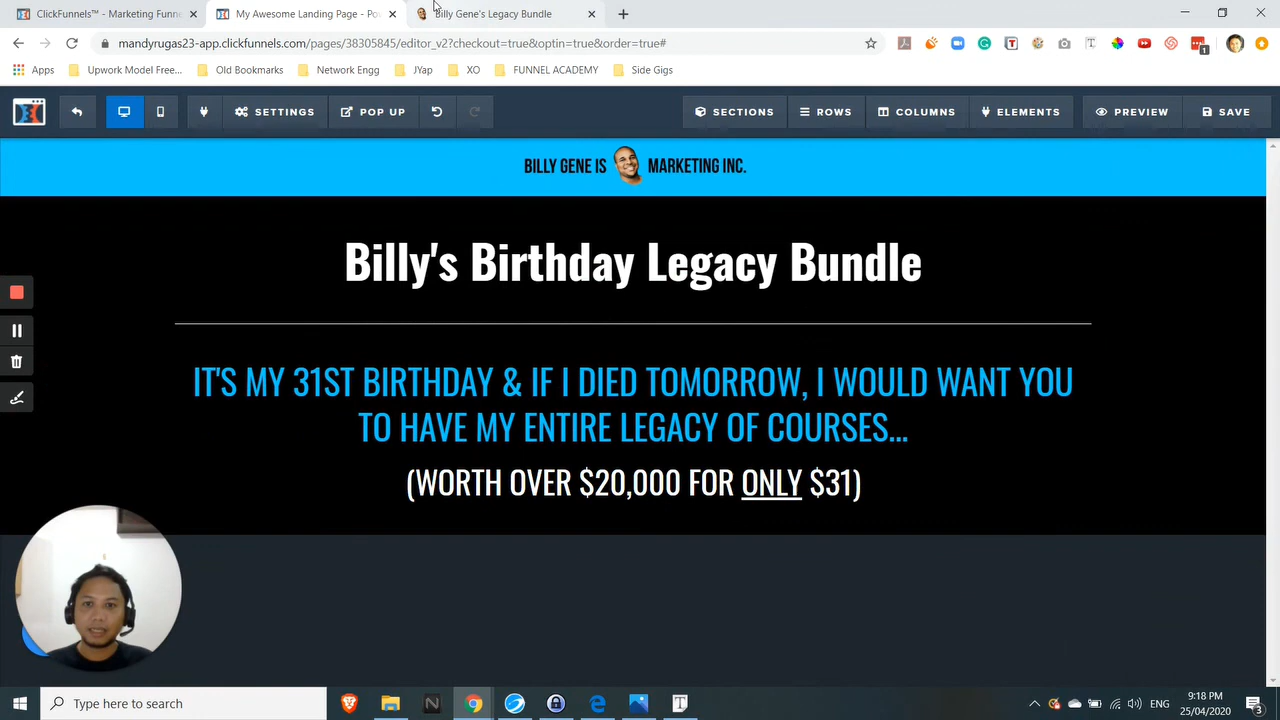 ClickFunnels™ - Marketing Funne
My Awesome Landing Page - Po
Billy Gene's Legacy Bundle
mandyrugas23-app.clickfunnels.com/pages/38305845/editor_v2?checkout=true&optin=true&order=true#
Apps
Upwork Model Free...
Old Bookmarks
Network Engg
JYap
XO
FUNNEL ACADEMY
Side Gigs
SETTINGS
POP UP
SECTIONS
ROWS
COLUMNS
ELEMENTS
PREVIEW
SAVE
BILLY GENE IS MARKETING INC.
Billy's Birthday Legacy Bundle
IT'S MY 31ST BIRTHDAY & IF I DIED TOMORROW, I WOULD WANT YOU
TO HAVE MY ENTIRE LEGACY OF COURSES...
(WORTH OVER $20,000 FOR ONLY $31)
Type here to search
ENG
9:18 PM
25/04/2020
3